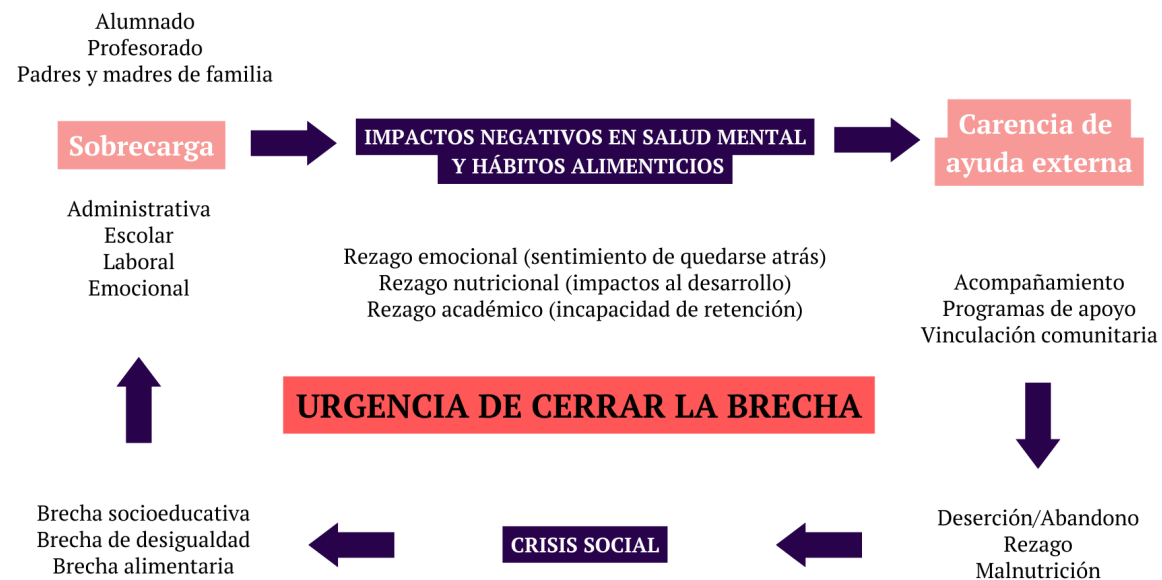 Alumnado
Profesorado
Padres y madres de familia
Sobrecarga
Administrativa
Escolar
Laboral
Emocional
IMPACTOS NEGATIVOS EN SALUD MENTAL
Y HÁBITOS ALIMENTICIOS
Rezago emocional (sentimiento de quedarse atrás)
Rezago nutricional (impactos al desarrollo)
Rezago académico (incapacidad de retención)
Carencia de
ayuda externa
Acompañamiento
Programas de apoyo
Vinculación comunitaria
URGENCIA DE CERRAR LA BRECHA
Deserción/Abandono
Rezago
Malnutrición
CRISIS SOCIAL
Brecha socioeducativa
Brecha de desigualdad
Brecha alimentaria